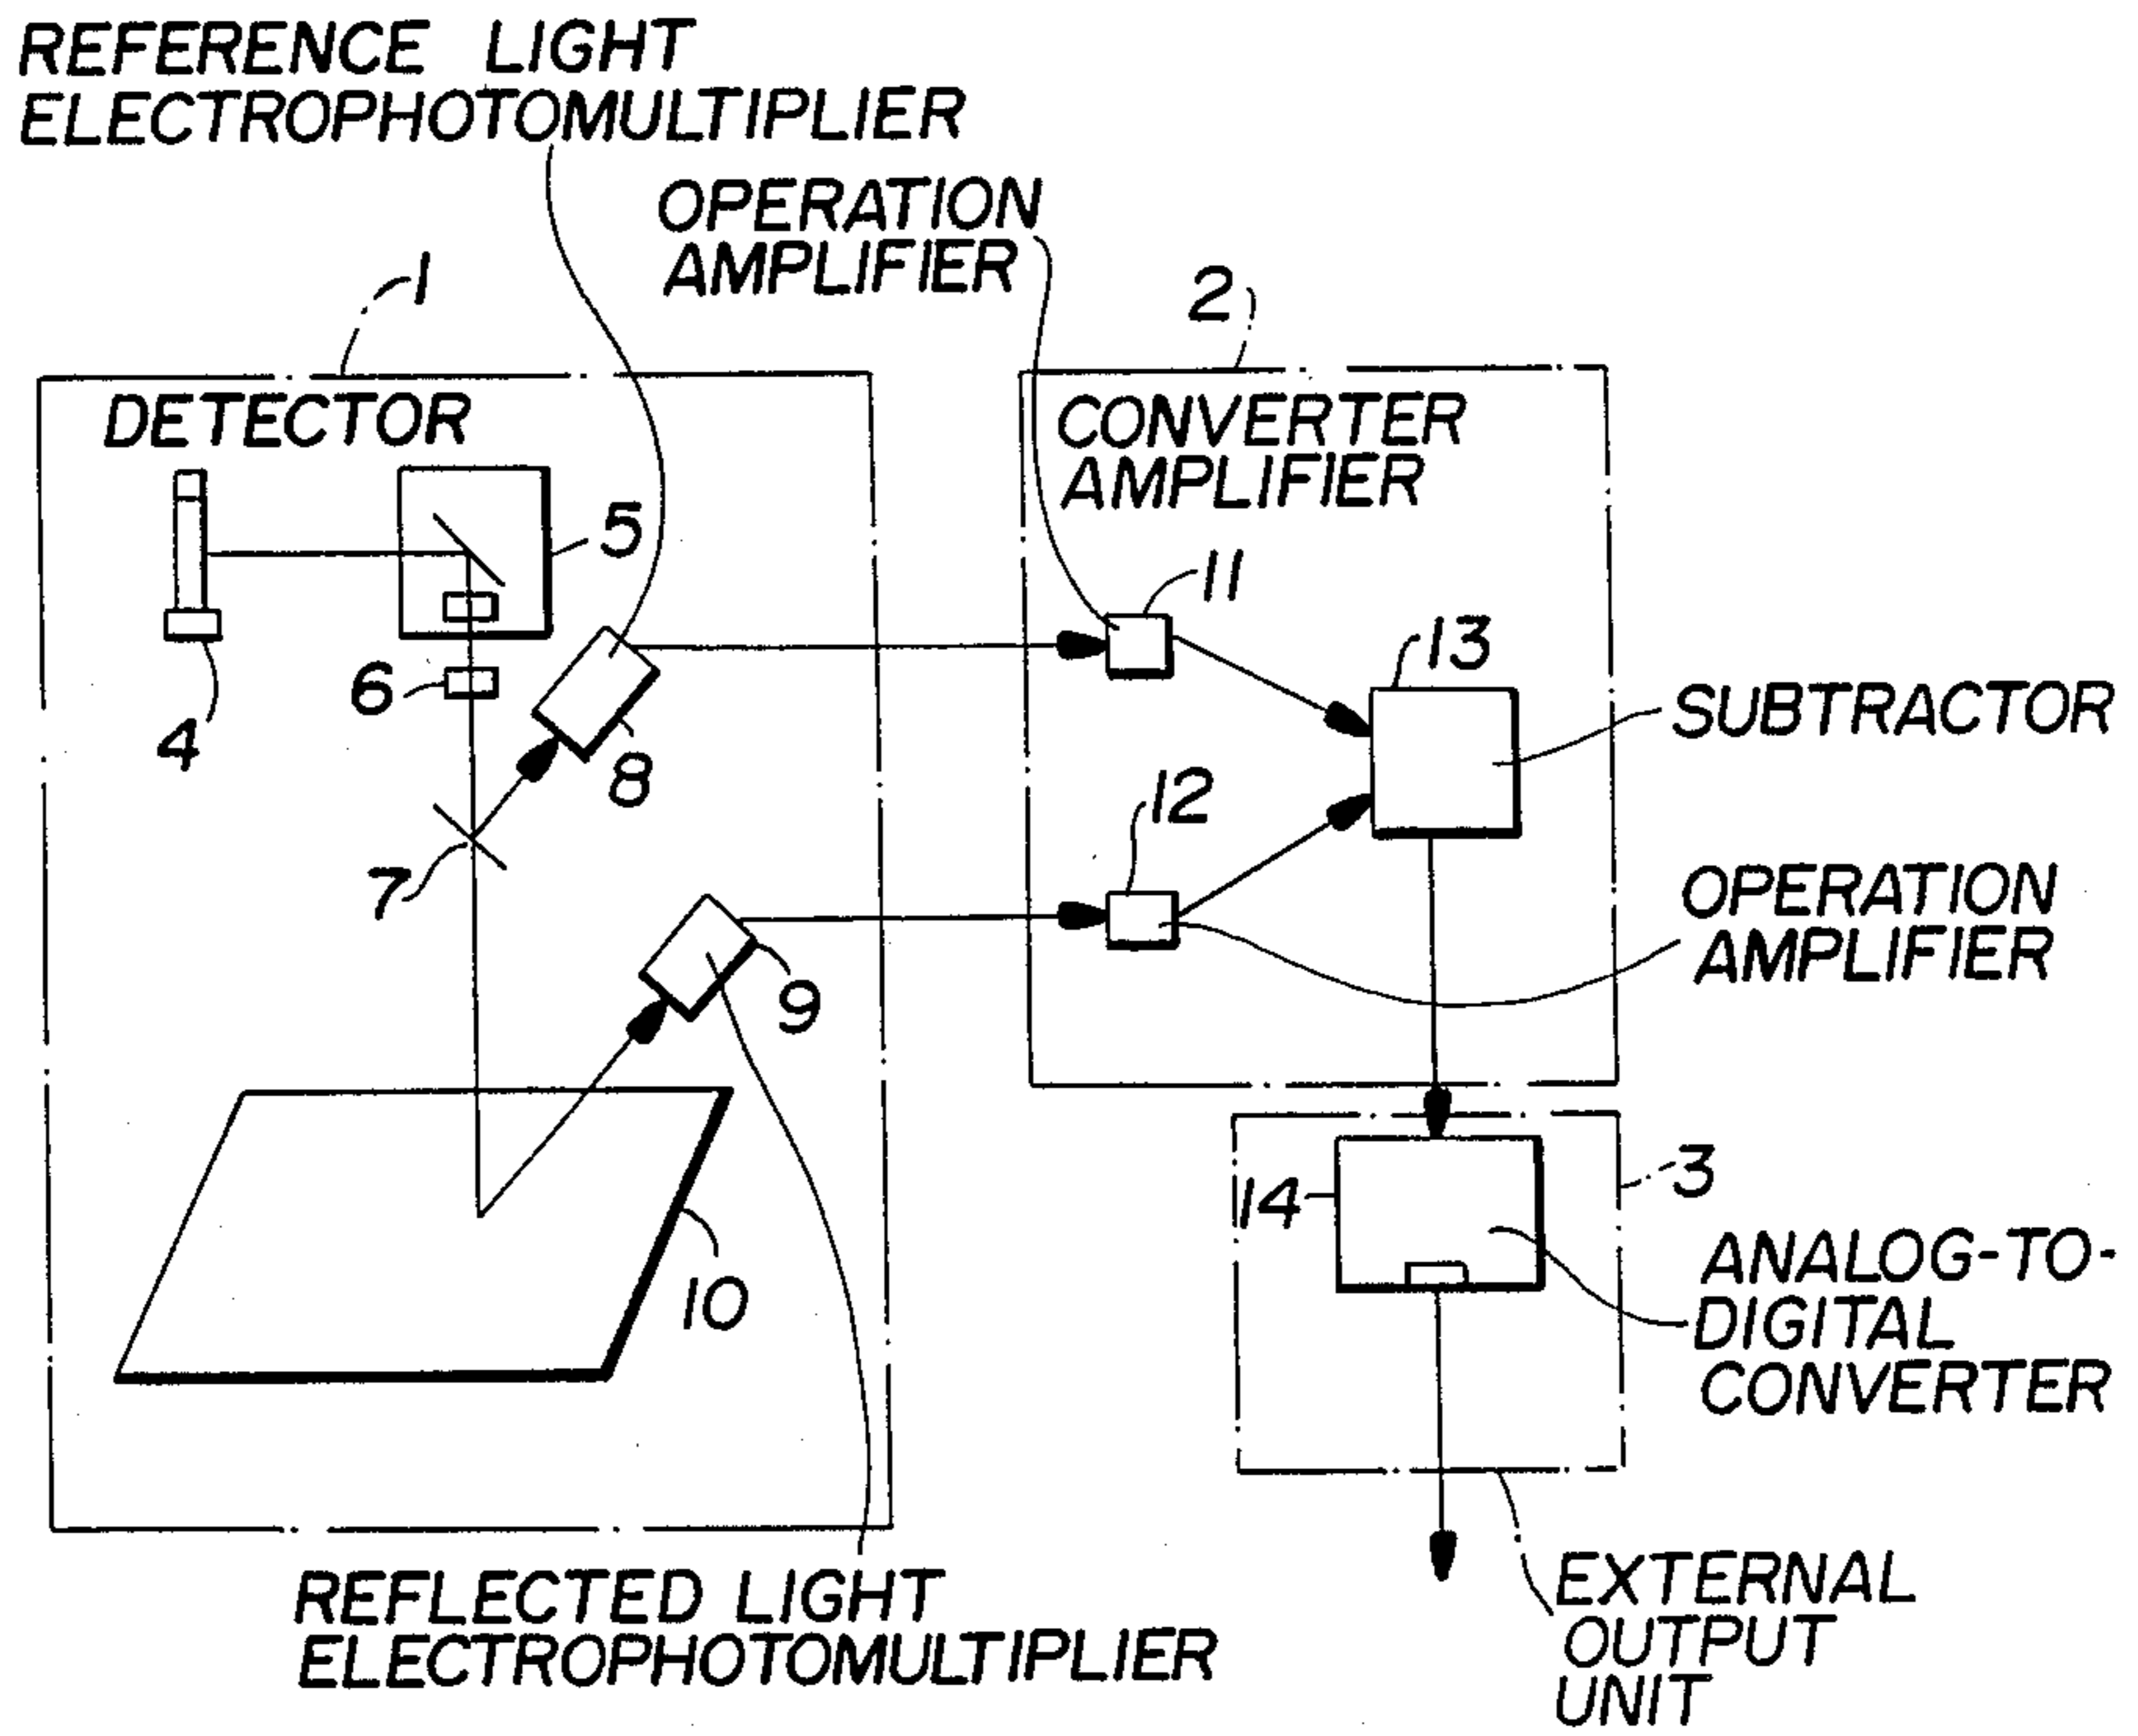 REFERENCE LIGHT
ELECTROPHOTOMULTIPLIER
OPERATION
AMPLIFIER
1
2
DETECTOR
CONVERTER
AMPLIFIER
5
11
13
6
4
8
SUBTRACTOR
12
7
OPERATION
AMPLIFIER
9
3
14
10
ANALOG-TO-
DIGITAL
CONVERTER
EXTERNAL
OUTPUT
UNIT
REFLECTED LIGHT
ELECTROPHOTOMULTIPLIER